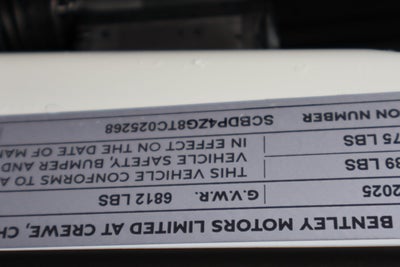 BENTLEY MOTORS LIMITED AT CREWE, CH
2025 G.V.W.R. 6812 LBS
LBS THIS VEHICLE CONFORMS TO A
VEHICLE SAFETY, BUMPER AND
75 LBS IN EFFECT ON THE DATE OF MA
ON NUMBER SCBDP4ZG8TC025268